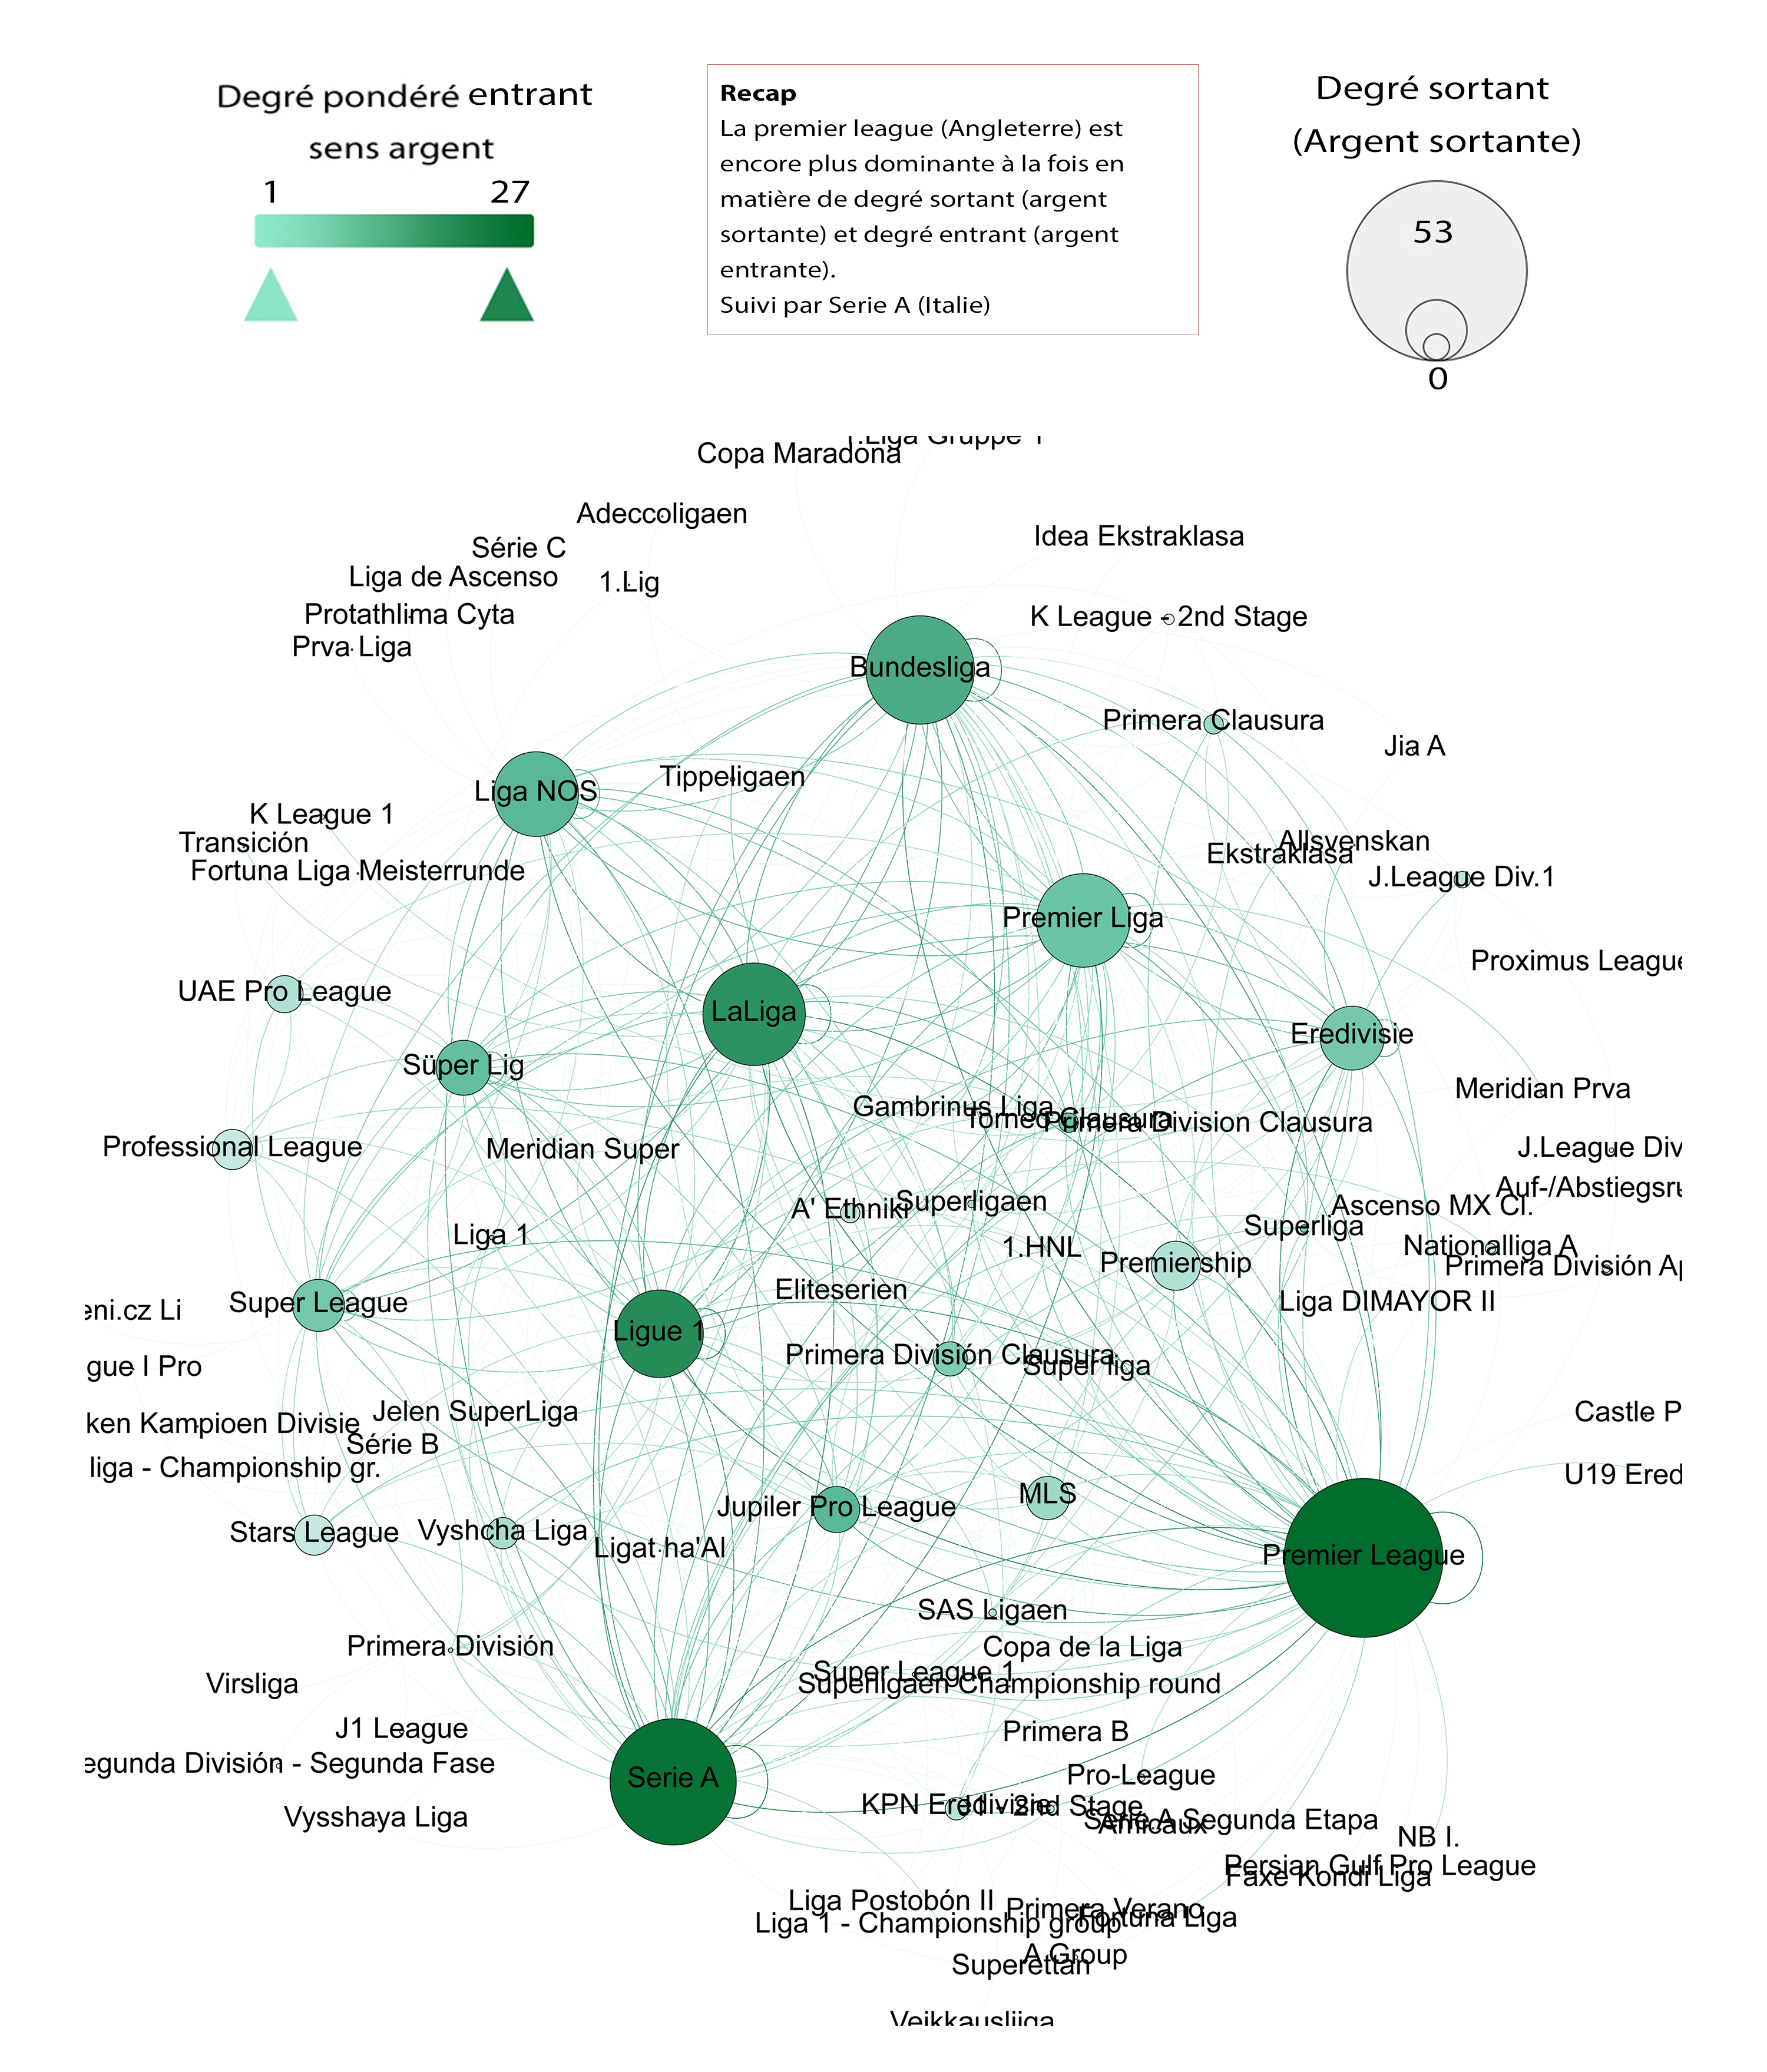 Degré pondéré entrant
sens argent
1 27
Recap
La premier league (Angleterre) est
encore plus dominante à la fois en
matière de degré sortant (argent
sortante) et degré entrant (argent
entrante).
Suivi par Serie A (Italie)
Degré sortant
(Argent sortante)
53
0
1.Liga Gruppe 1
Copa Maradona
Adeccoligaen
Idea Ekstraklasa
Série C
Liga de Ascenso
1.Lig
Protathlima Cyta
K League - 2nd Stage
Prva Liga
Bundesliga
Primera Clausura
Jia A
Tippeligaen
Liga NOS
K League 1
Transición
Allsvenskan
Ekstraklasa
Fortuna Liga Meisterrunde
J.League Div.1
Premier Liga
Proximus League
UAE Pro League
LaLiga
Eredivisie
Süper Lig
Meridian Prva
Gambrinus Liga
Torneo Clausura
Primera Division Clausura
Professional League
Meridian Super
J.League Div
Auf-/Abstiegsru
Superligaen
A' Ethniki
Ascenso MX Cl.
Superliga
Liga 1
1.HNL
Nationalliga A
Premiership
Primera División Ap
Eliteserien
Super League
Liga DIMAYOR II
eni.cz Li
Ligue 1
Primera División Clausura
Super liga
gue I Pro
Jelen SuperLiga
Castle P
ken Kampioen Divisie
Série B
liga - Championship gr.
U19 Ered
MLS
Jupiler Pro League
Stars League
Vyshcha Liga
Ligat ha'Al
Premier League
SAS Ligaen
Primera División
Copa de la Liga
Super League 1
Virsliga
Superligaen Championship round
J1 League
Primera B
egunda División - Segunda Fase
Serie A
Pro-League
KPN Eredivisie
J1 - 2nd Stage
Vysshaya Liga
Serie A Segunda Etapa
Amicaux
NB I.
Persian Gulf Pro League
Faxe Kondi Liga
Liga Postobón II
Primera Verano
Fortuna Liga
Liga 1 - Championship group
A Group
Superettan
Veikkausliiga